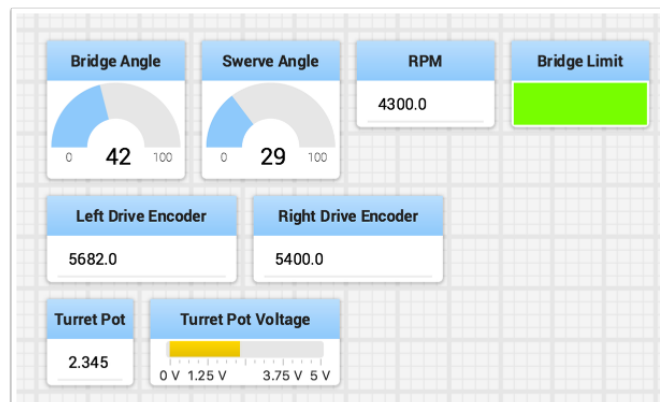 Bridge Angle
Swerve Angle
RPM
Bridge Limit
4300.0
0 42 100
0 29 100
Left Drive Encoder
Right Drive Encoder
5682.0
5400.0
Turret Pot
Turret Pot Voltage
2.345
0 V 1.25 V 3.75 V 5 V